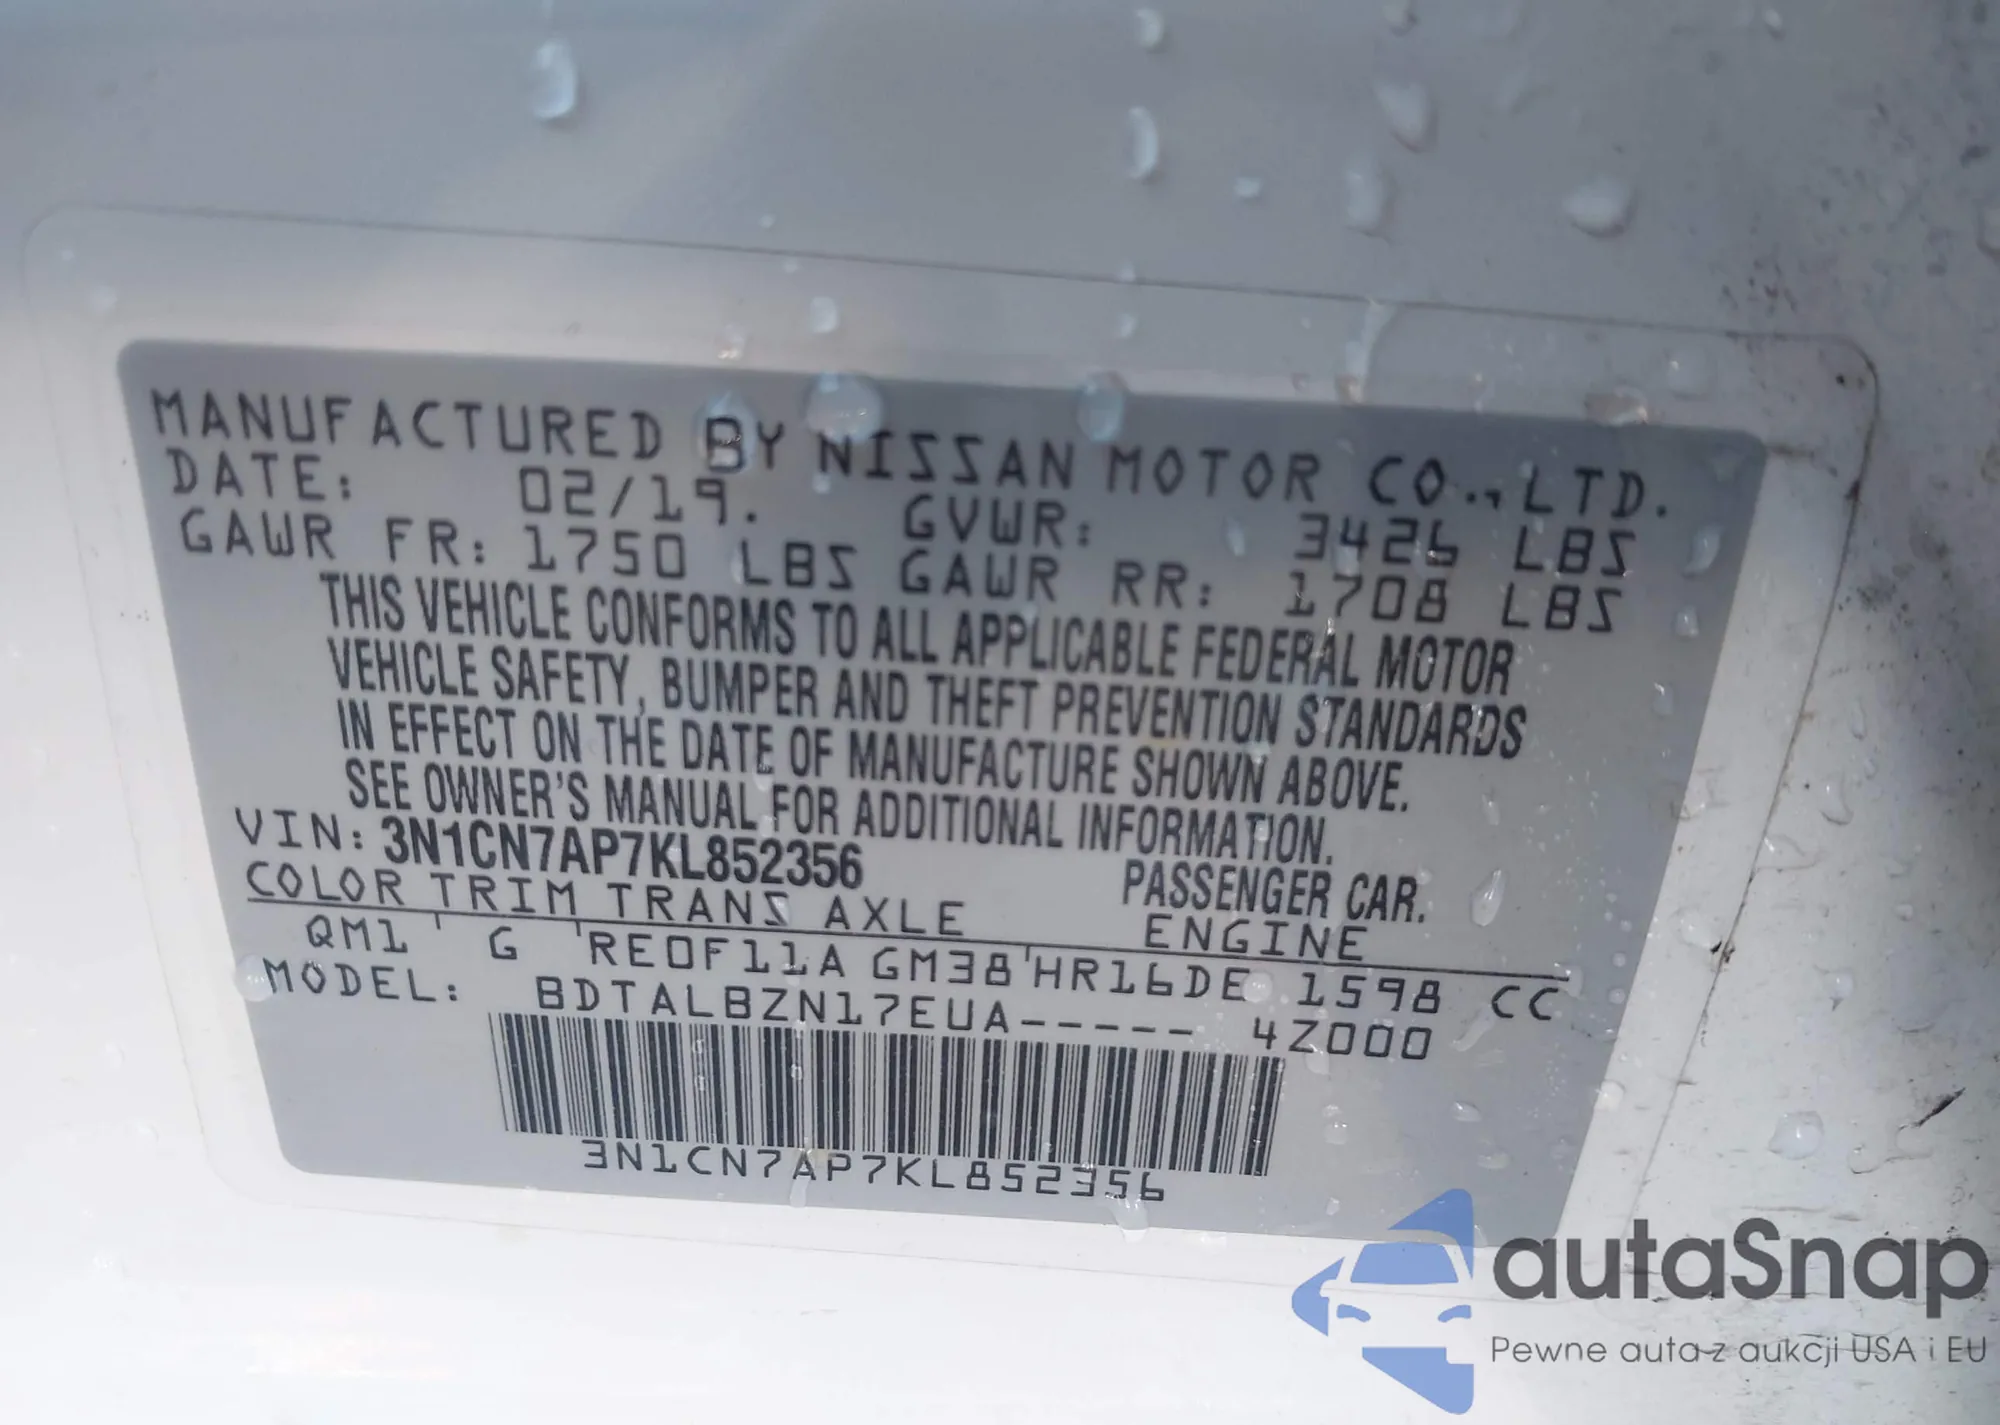 MANUFACTURED BY NISSAN MOTOR CO., LTD.
DATE: 02/19. GVWR: 3426 LBS
GAWR FR: 1750 LBS GAWR RR: 1708 LBS
THIS VEHICLE CONFORMS TO ALL APPLICABLE FEDERAL MOTOR
VEHICLE SAFETY, BUMPER AND THEFT PREVENTION STANDARDS
IN EFFECT ON THE DATE OF MANUFACTURE SHOWN ABOVE.
SEE OWNER'S MANUAL FOR ADDITIONAL INFORMATION.
VIN: 3N1CN7AP7KL852356 PASSENGER CAR.
COLOR TRIM TRANS AXLE ENGINE
QM1 G RE0F11A GM38 HR16DE 1598 CC
MODEL: BDTALBZN17EUA----- 4Z000
3N1CN7AP7KL852356
autaSnap
Pewne auta z aukcji USA i EU